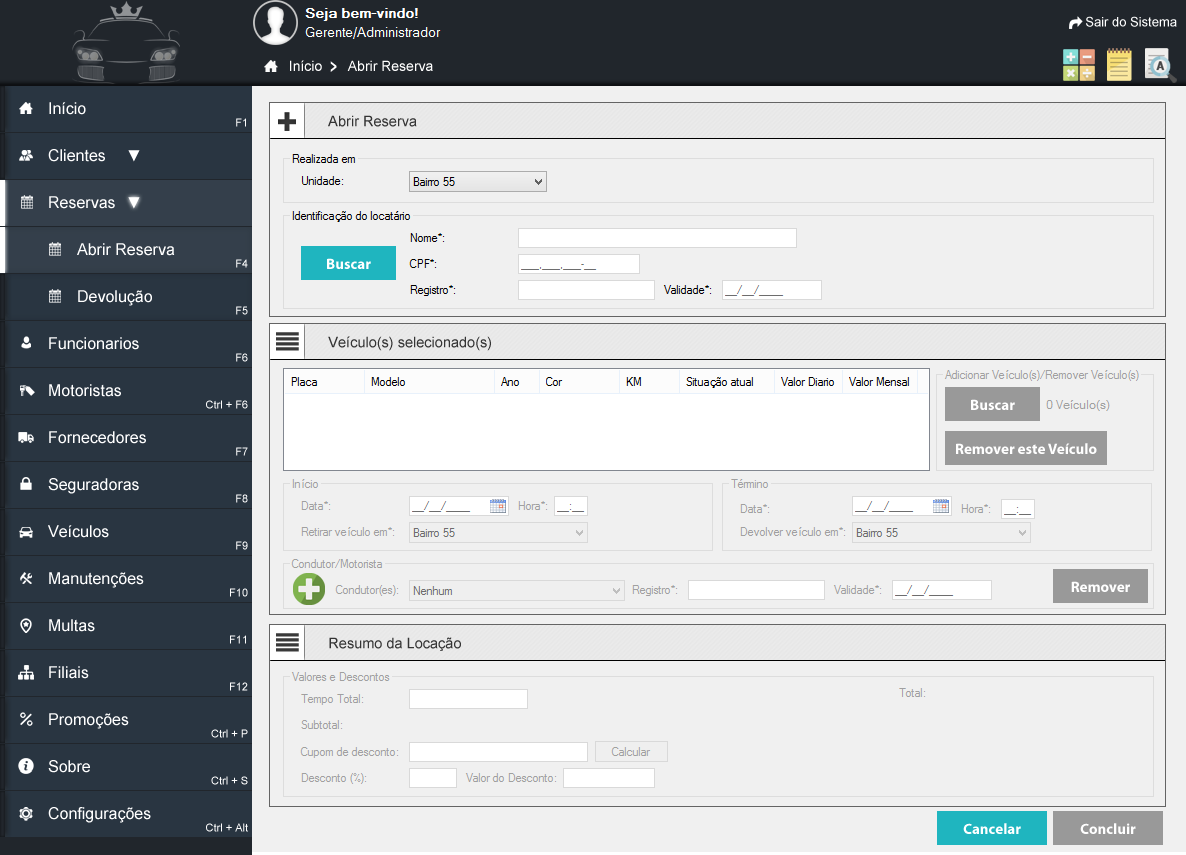 Seja bem-vindo!
Gerente/Administrador
Sair do Sistema
Início > Abrir Reserva
Início
F1
Clientes ▼
Reservas ▼
Abrir Reserva
F4
Devolução
F5
Funcionarios
F6
Motoristas
Ctrl + F6
Fornecedores
F7
Seguradoras
F8
Veículos
F9
Manutenções
F10
Multas
F11
Filiais
F12
Promoções
Ctrl + P
Sobre
Ctrl + S
Configurações
Ctrl + Alt
Abrir Reserva
Realizada em
Unidade: Bairro 55
Identificação do locatário
Buscar
Nome*:
CPF*: ___.___.___-__
Registro*: Validade*: __/__/____
Veículo(s) selecionado(s)
Placa Modelo Ano Cor KM Situação atual Valor Diario Valor Mensal
Adicionar Veículo(s)/Remover Veículo(s)
Buscar 0 Veículo(s)
Remover este Veículo
Início
Data*: __/__/____ Hora*: __:__
Retirar veículo em*: Bairro 55
Término
Data*: __/__/____ Hora*: __:__
Devolver veículo em*: Bairro 55
Condutor/Motorista
Condutor(es): Nenhum Registro*: Validade*: __/__/____ Remover
Resumo da Locação
Valores e Descontos
Tempo Total: Total:
Subtotal:
Cupom de desconto: Calcular
Desconto (%): Valor do Desconto:
Cancelar Concluir